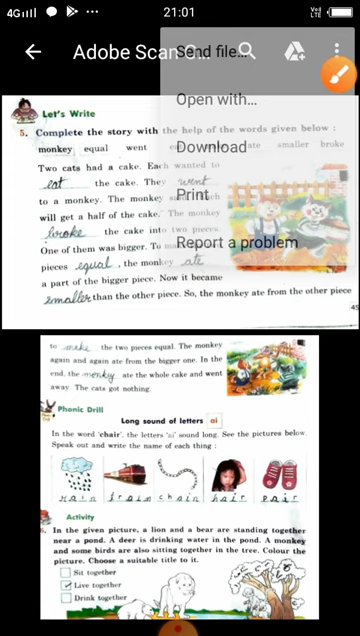 4G 21:01 Vo)) LTE
Adobe Scan
Send file...
Open with...
Download
Print
Report a problem
Let's Write
5. Complete the story with the help of the words given below :
monkey equal went ate smaller broke
Two cats had a cake. Each wanted to
eat the cake. They went
to a monkey. The monkey
will get a half of the cake." The monkey
broke the cake into two pieces.
One of them was bigger. To
pieces equal, the monkey ate
a part of the bigger piece. Now it became
smaller than the other piece. So, the monkey ate from the other piece
45
to make the two pieces equal. The monkey
again and again ate from the bigger one. In the
end, the monkey ate the whole cake and went
away. The cats got nothing.
Phonic Drill
Long sound of letters ai
In the word 'chair', the letters 'ai' sound long. See the pictures below.
Speak out and write the name of each thing :
rain train chain hair pair
Activity
In the given picture, a lion and a bear are standing together
near a pond. A deer is drinking water in the pond. A monkey
and some birds are also sitting together in the tree. Colour the
picture. Choose a suitable title to it.
Sit together
Live together
Drink together